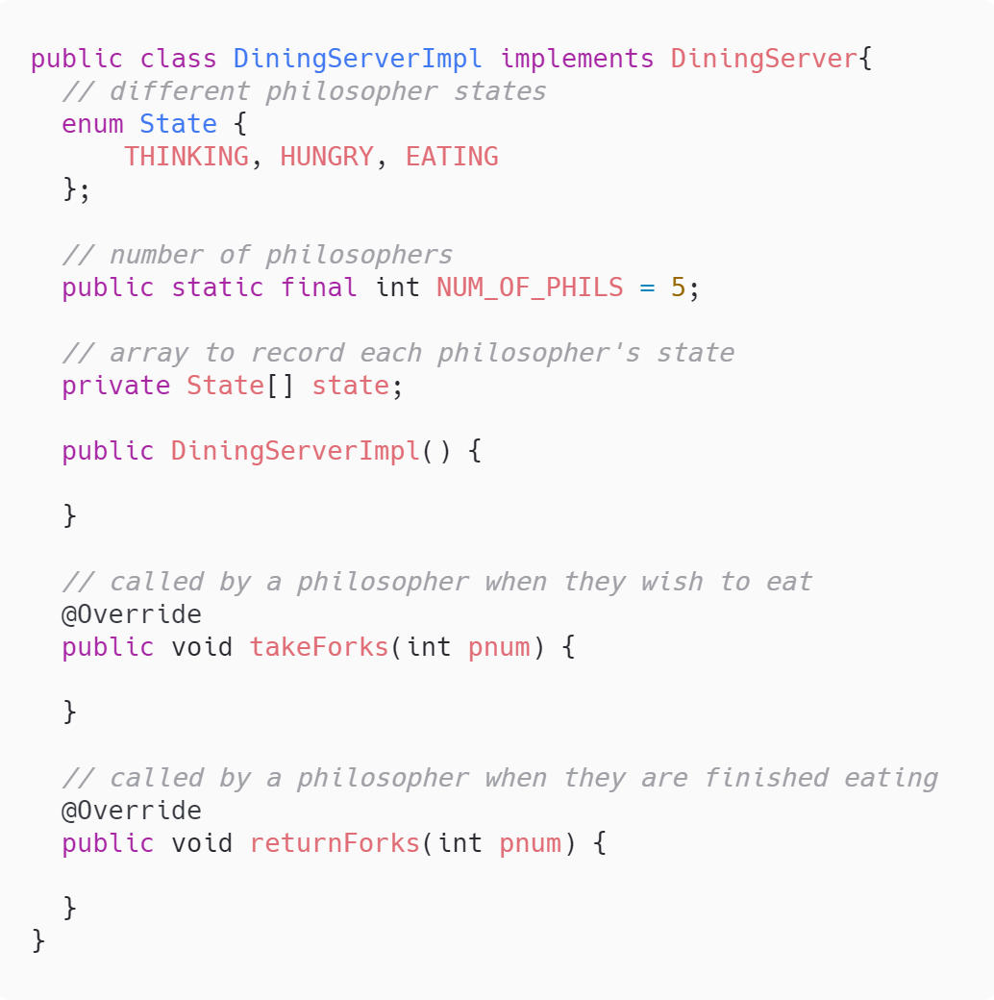 public class DiningServerImpl implements DiningServer{
  // different philosopher states
  enum State {
      THINKING, HUNGRY, EATING
  };

  // number of philosophers
  public static final int NUM_OF_PHILS = 5;

  // array to record each philosopher's state
  private State[] state;

  public DiningServerImpl() {

  }

  // called by a philosopher when they wish to eat
  @Override
  public void takeForks(int pnum) {

  }

  // called by a philosopher when they are finished eating
  @Override
  public void returnForks(int pnum) {

  }
}